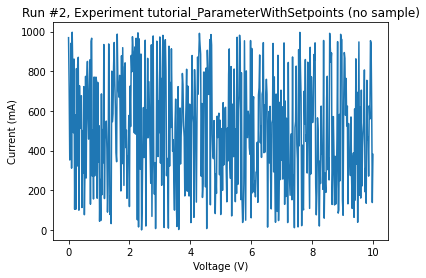 Run #2, Experiment tutorial_ParameterWithSetpoints (no sample)
1000
800
600
400
200
0
Current (mA)
0 2 4 6 8 10
Voltage (V)